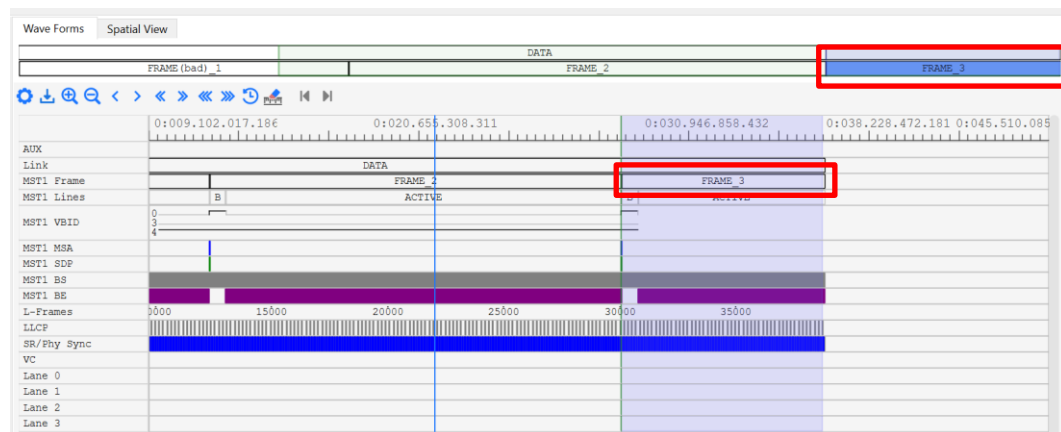 Wave Forms Spatial View
DATA
FRAME(bad)_1 FRAME_2 FRAME_3
0:009.102.017.186 0:020.655.308.311 0:030.946.858.432 0:038.228.472.181 0:045.510.085
AUX
Link DATA
MST1 Frame FRAME_2 FRAME_3
MST1 Lines B ACTIVE B ACTIVE
MST1 VBID 0 3 4
MST1 MSA
MST1 SDP
MST1 BS
MST1 BE
L-Frames 0000 15000 20000 25000 30000 35000
LLCP
SR/Phy Sync
VC
Lane 0
Lane 1
Lane 2
Lane 3